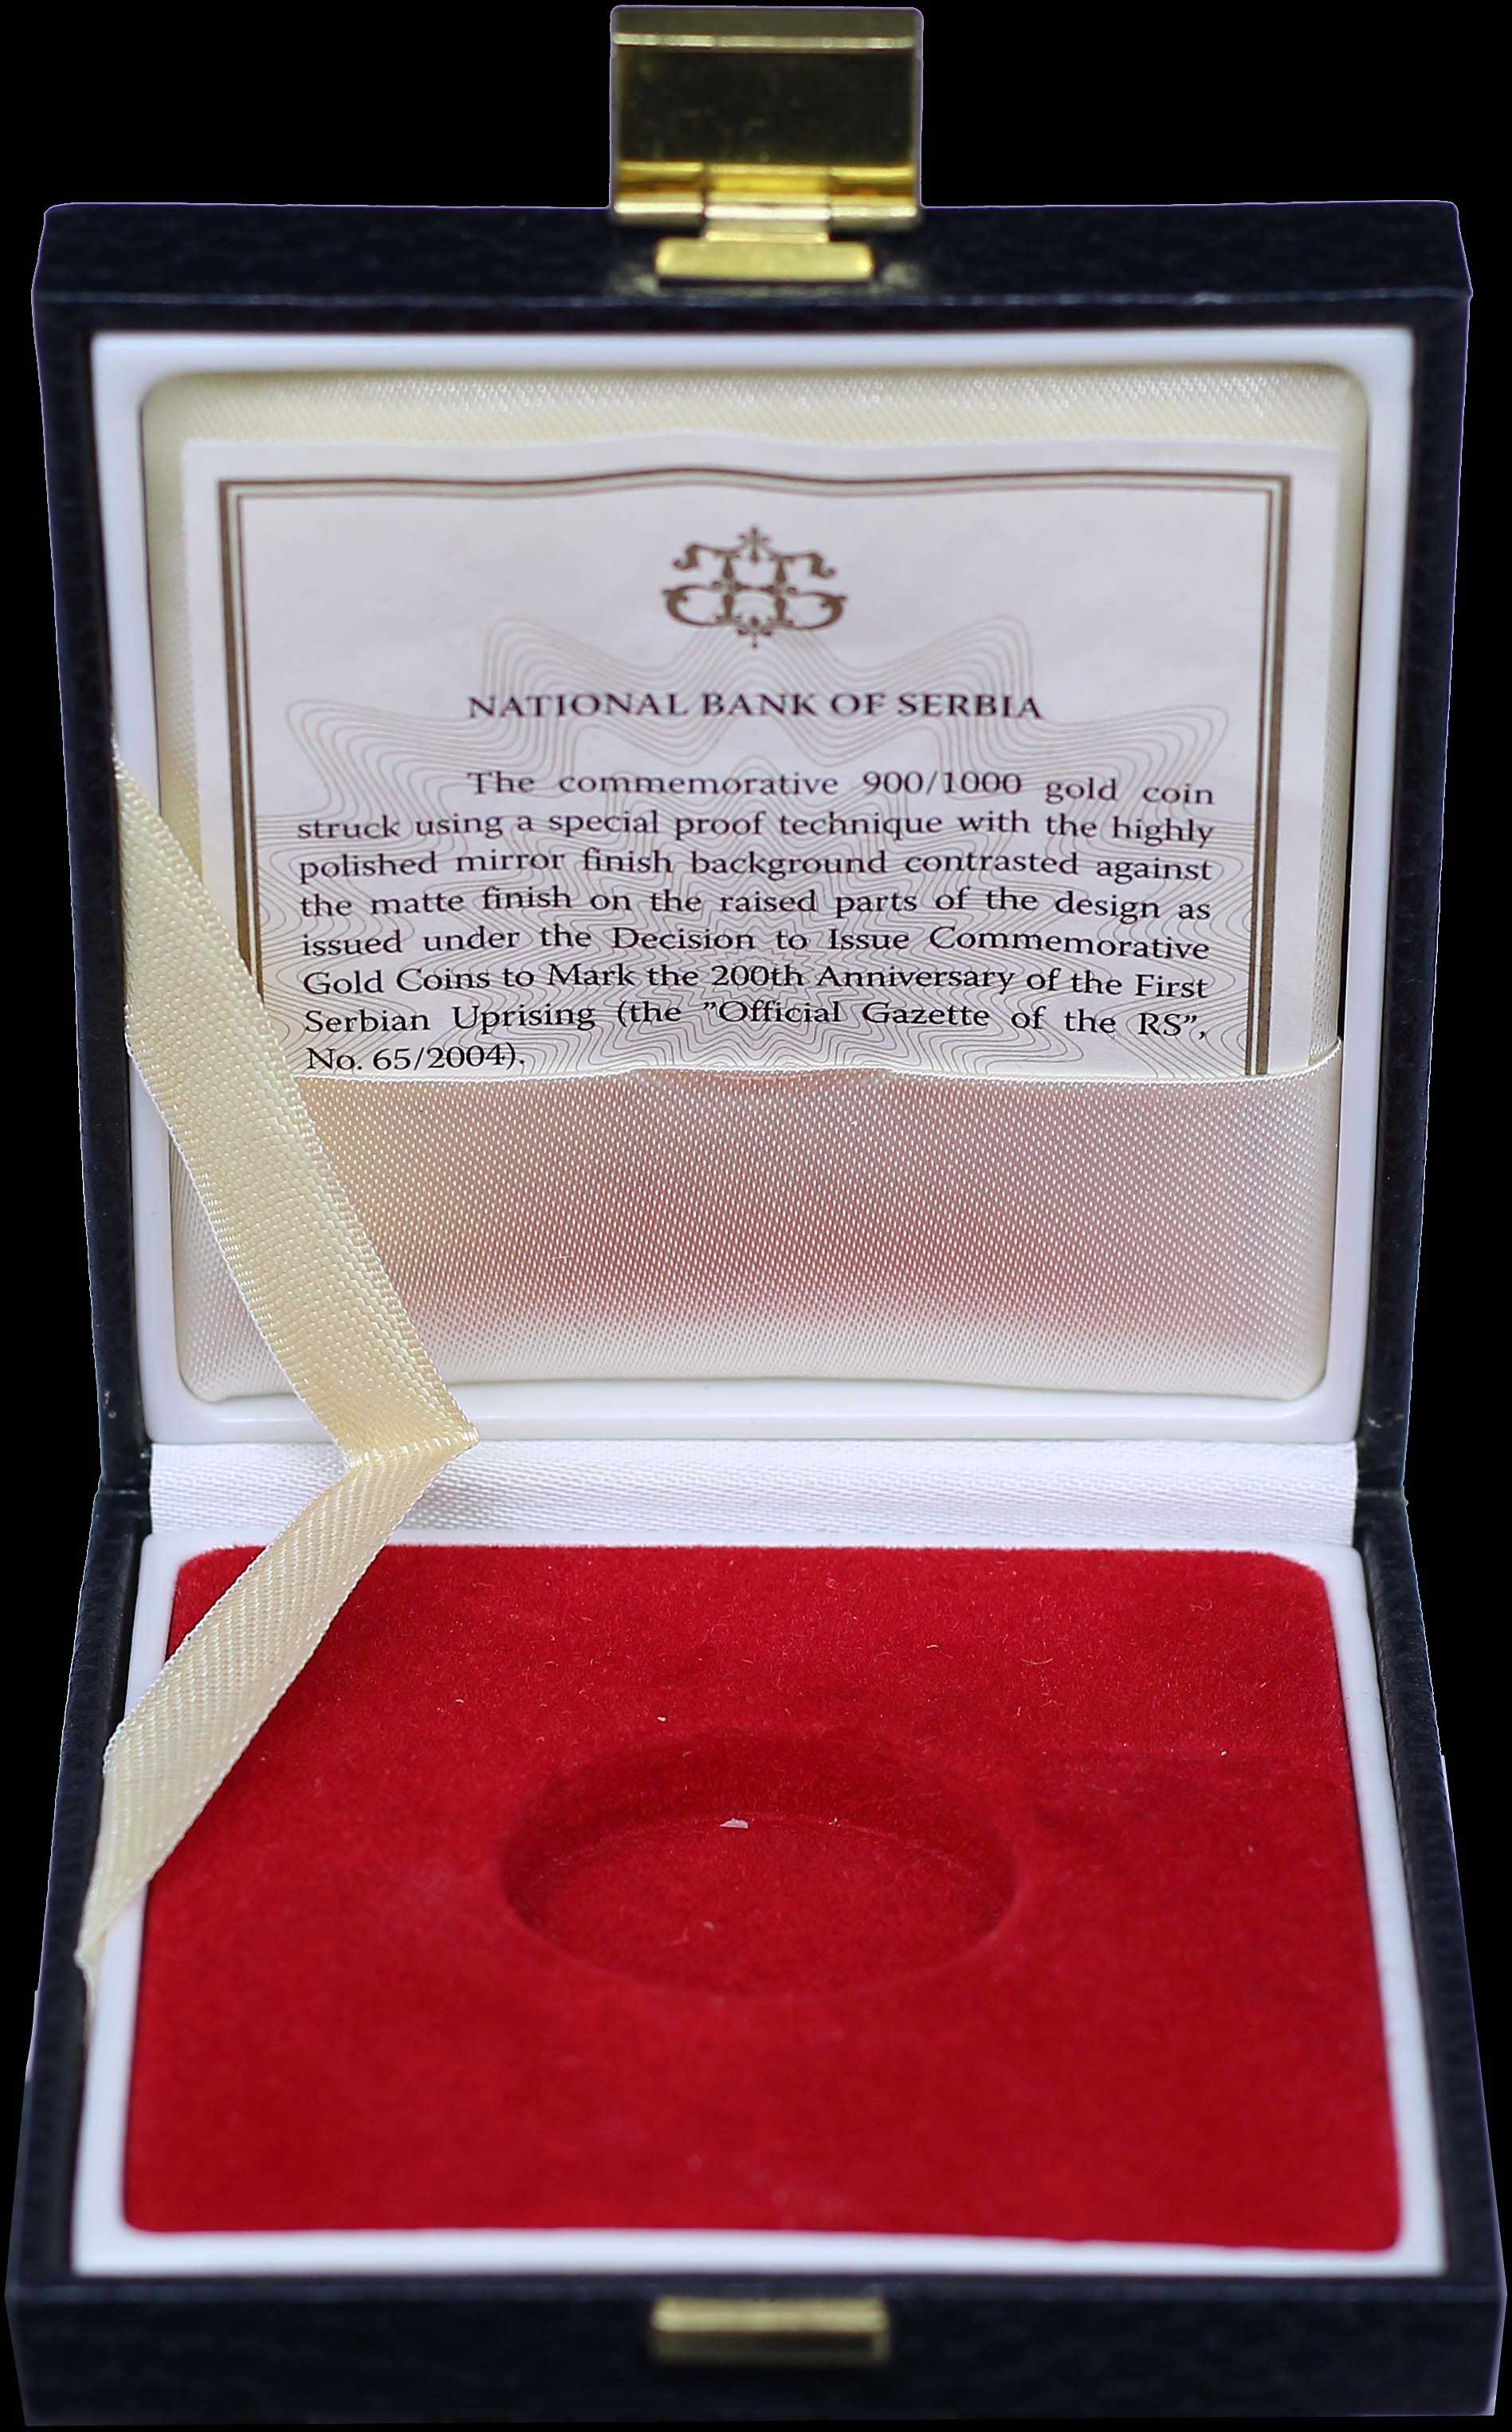 NATIONAL BANK OF SERBIA
The commemorative 900/1000 gold coin
struck using a special proof technique with the highly
polished mirror finish background contrasted against
the matte finish on the raised parts of the design as
issued under the Decision to Issue Commemorative
Gold Coins to Mark the 200th Anniversary of the First
Serbian Uprising (the ”Official Gazette of the RS”,
No. 65/2004).